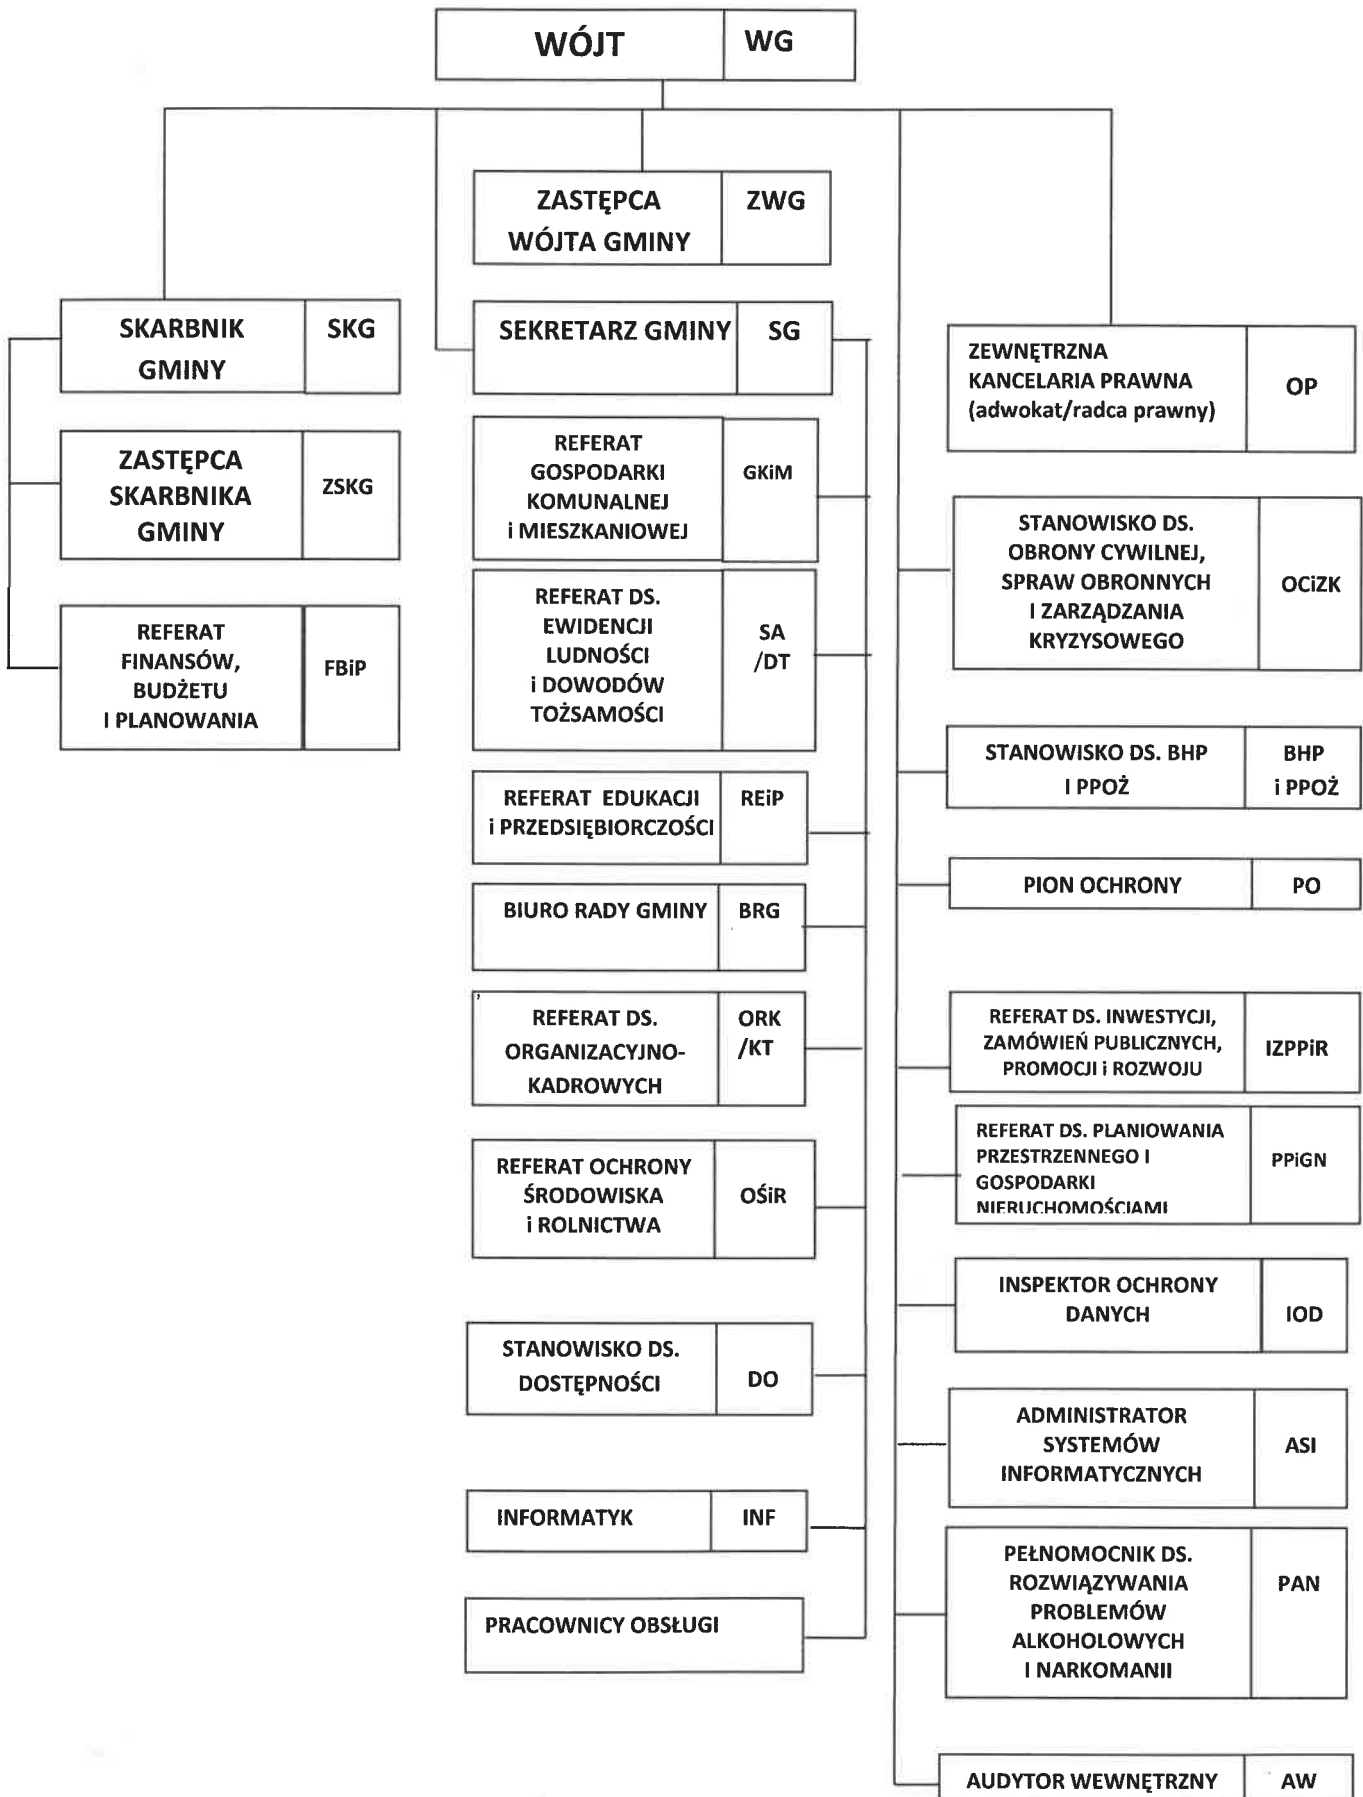 WÓJT WG
ZASTĘPCA ZWG
WÓJTA GMINY
SKARBNIK SKG
GMINY
ZASTĘPCA
SKARBNIKA ZSKG
GMINY
REFERAT
FINANSÓW,
BUDŻETU FBiP
I PLANOWANIA
SEKRETARZ GMINY SG
REFERAT
GOSPODARKI GKiM
KOMUNALNEJ
i MIESZKANIOWEJ
REFERAT DS.
EWIDENCJI SA
LUDNOŚCI /DT
i DOWODÓW
TOŻSAMOŚCI
REFERAT EDUKACJI REiP
i PRZEDSIĘBIORCZOŚCI
BIURO RADY GMINY BRG
REFERAT DS. ORK
ORGANIZACYJNO- /KT
KADROWYCH
REFERAT OCHRONY
ŚRODOWISKA OŚiR
i ROLNICTWA
STANOWISKO DS.
DOSTĘPNOŚCI DO
INFORMATYK INF
PRACOWNICY OBSŁUGI
ZEWNĘTRZNA
KANCELARIA PRAWNA OP
(adwokat/radca prawny)
STANOWISKO DS.
OBRONY CYWILNEJ,
SPRAW OBRONNYCH OCiZK
I ZARZĄDZANIA
KRYZYSOWEGO
STANOWISKO DS. BHP BHP
I PPOŻ i PPOŻ
PION OCHRONY PO
REFERAT DS. INWESTYCJI,
ZAMÓWIEŃ PUBLICZNYCH, IZPPiR
PROMOCJI i ROZWOJU
REFERAT DS. PLANIOWANIA
PRZESTRZENNEGO I PPiGN
GOSPODARKI
NIERUCHOMOŚCIAMI
INSPEKTOR OCHRONY
DANYCH IOD
ADMINISTRATOR
SYSTEMÓW ASI
INFORMATYCZNYCH
PEŁNOMOCNIK DS.
ROZWIĄZYWANIA PAN
PROBLEMÓW
ALKOHOLOWYCH
I NARKOMANII
AUDYTOR WEWNĘTRZNY AW